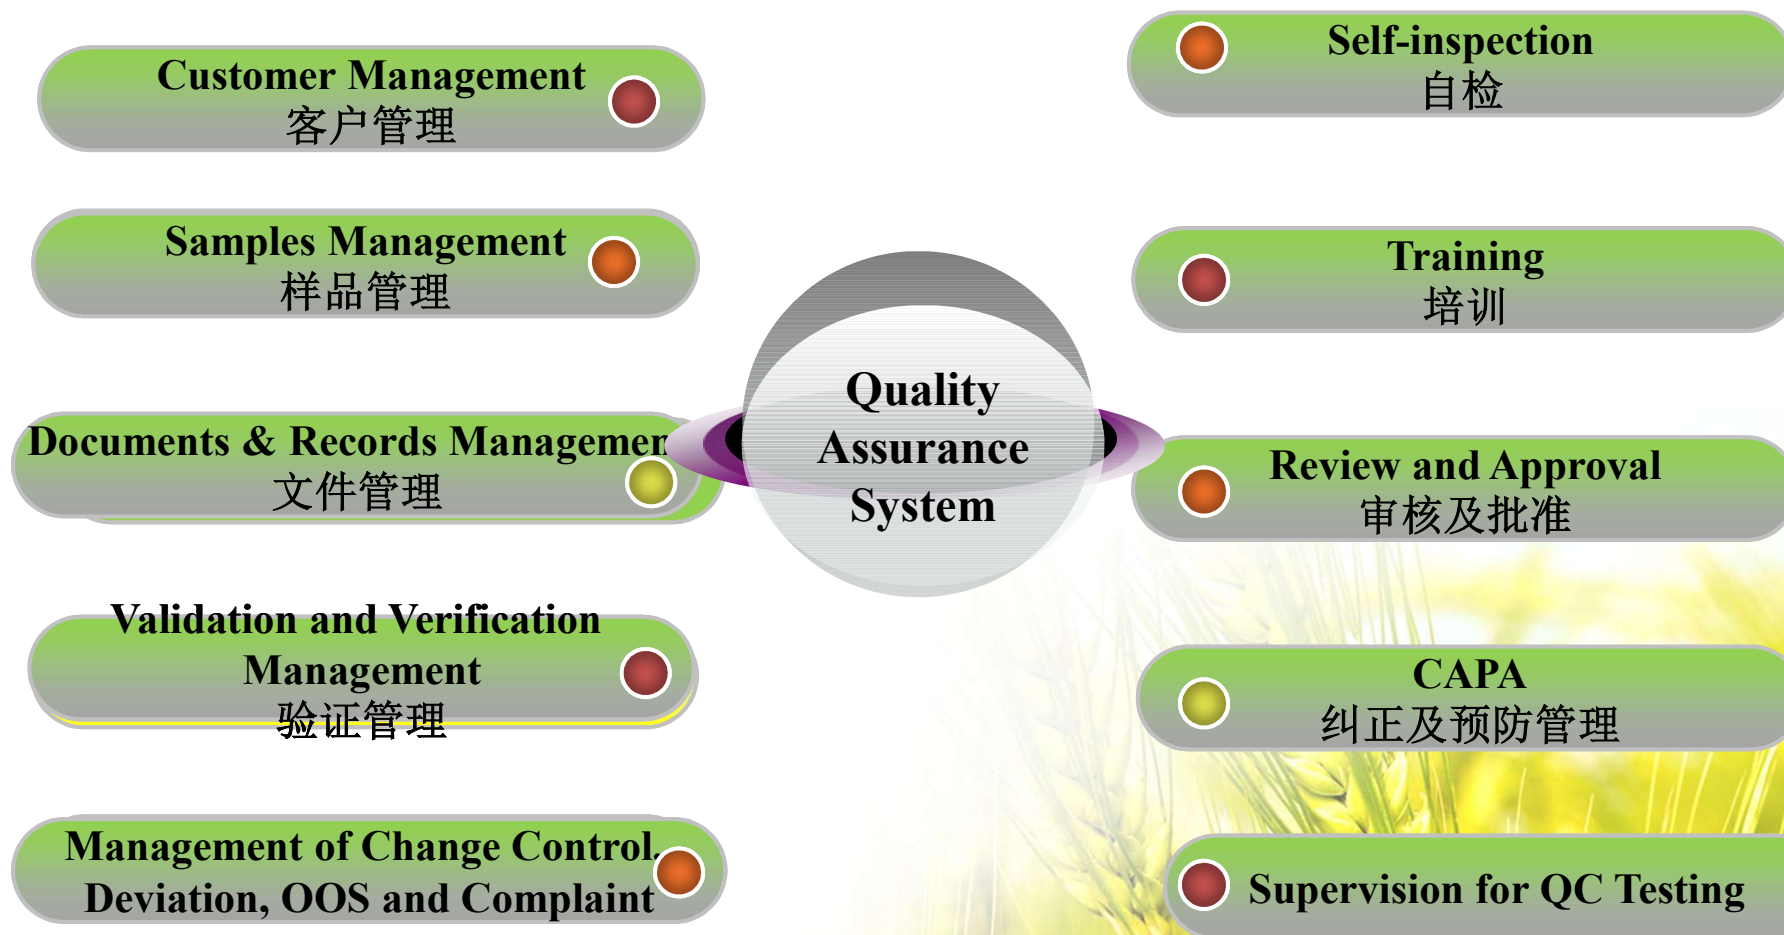 Customer Management
客户管理
Samples Management
样品管理
Documents & Records Managemen
文件管理
Validation and Verification
Management
验证管理
Management of Change Control,
Deviation, OOS and Complaint
Quality
Assurance
System
Self-inspection
自检
Training
培训
Review and Approval
审核及批准
CAPA
纠正及预防管理
Supervision for QC Testing